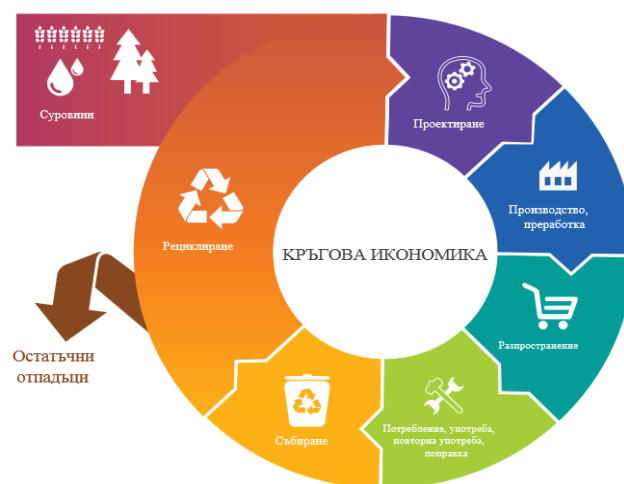 Суровини
Проектиране
Производство,
преработка
Разпространение
Потребление, употреба,
повторна употреба,
поправка
Събиране
Рециклиране
Остатъчни
отпадъци
КРЪГОВА ИКОНОМИКА